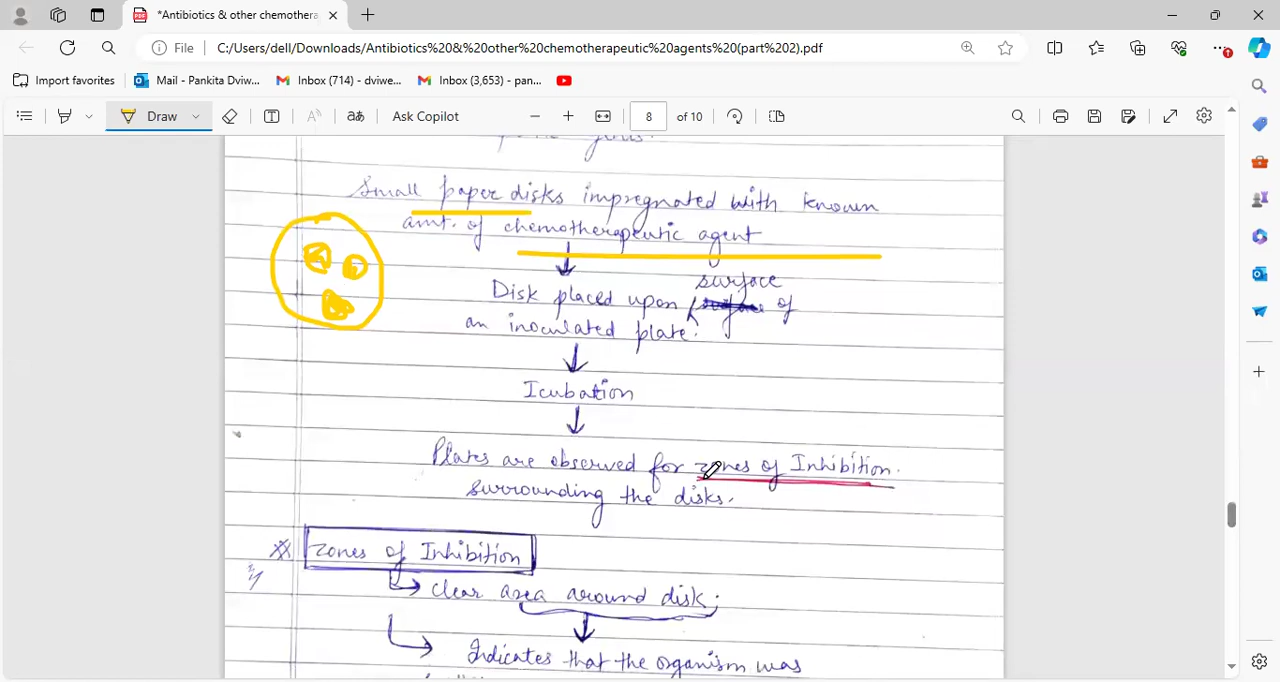 *Antibiotics & other chemothera
File C:/Users/dell/Downloads/Antibiotics%20&%20other%20chemotherapeutic%20agents%20(part%202).pdf
Import favorites Mail - Pankita Dviw... Inbox (714) - dviwe... Inbox (3,653) - pan...
Draw aあ Ask Copilot 8 of 10
Small paper disks impregnated with known
amt. of chemotherapeutic agent
surface
Disk placed upon of
an inoculated plate.
Icubation
Plates are observed for zones of Inhibition.
surrounding the disks.
Zones of Inhibition
clear area around disk.
Indicates that the organism was